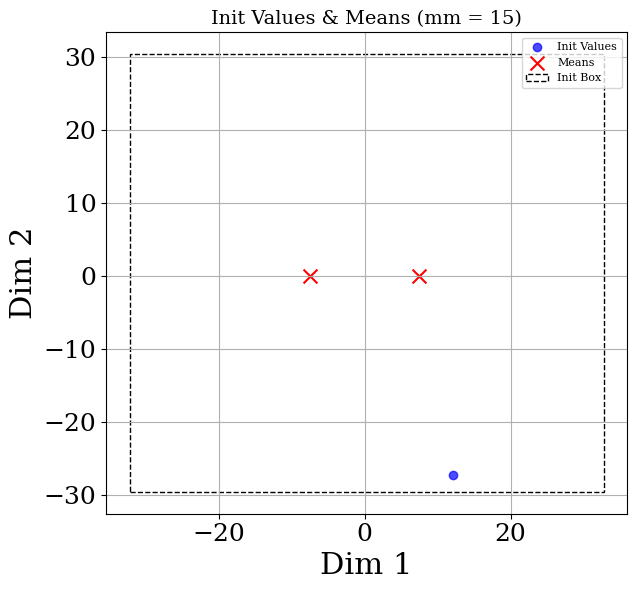 Init Values & Means (mm = 15)
Init Values
Means
Init Box
30
20
10
0
−10
−20
−30
Dim 2
−20
0
20
Dim 1